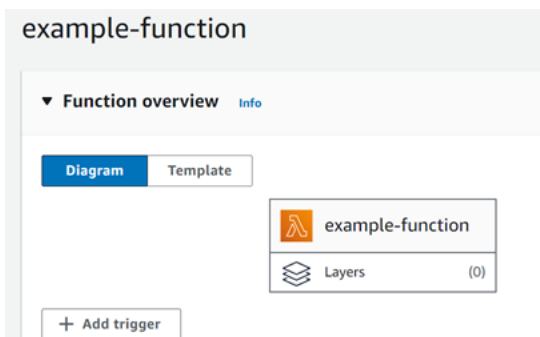 example-function
▼ Function overview Info
Diagram Template
example-function
Layers (0)
+ Add trigger